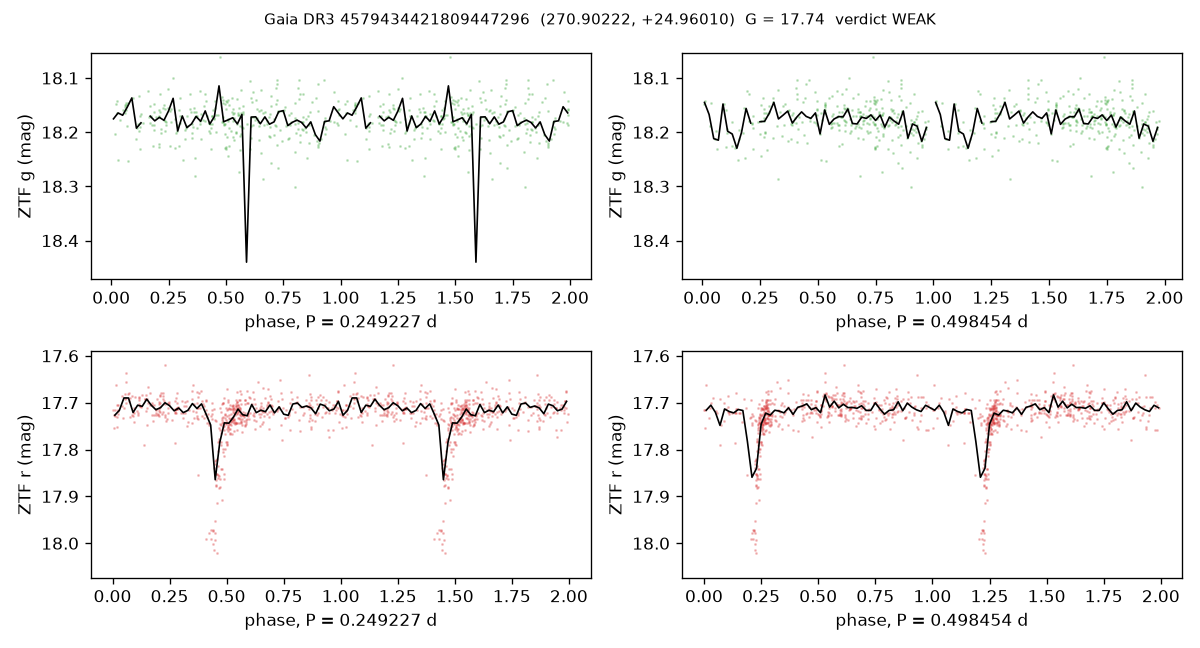 Gaia DR3 4579434421809447296  (270.90222, +24.96010)  G = 17.74  verdict WEAK
ZTF g (mag)
18.1
18.2
18.3
18.4
0.00 0.25 0.50 0.75 1.00 1.25 1.50 1.75 2.00
phase, P = 0.249227 d
ZTF g (mag)
18.1
18.2
18.3
18.4
0.00 0.25 0.50 0.75 1.00 1.25 1.50 1.75 2.00
phase, P = 0.498454 d
ZTF r (mag)
17.6
17.7
17.8
17.9
18.0
0.00 0.25 0.50 0.75 1.00 1.25 1.50 1.75 2.00
phase, P = 0.249227 d
ZTF r (mag)
17.6
17.7
17.8
17.9
18.0
0.00 0.25 0.50 0.75 1.00 1.25 1.50 1.75 2.00
phase, P = 0.498454 d